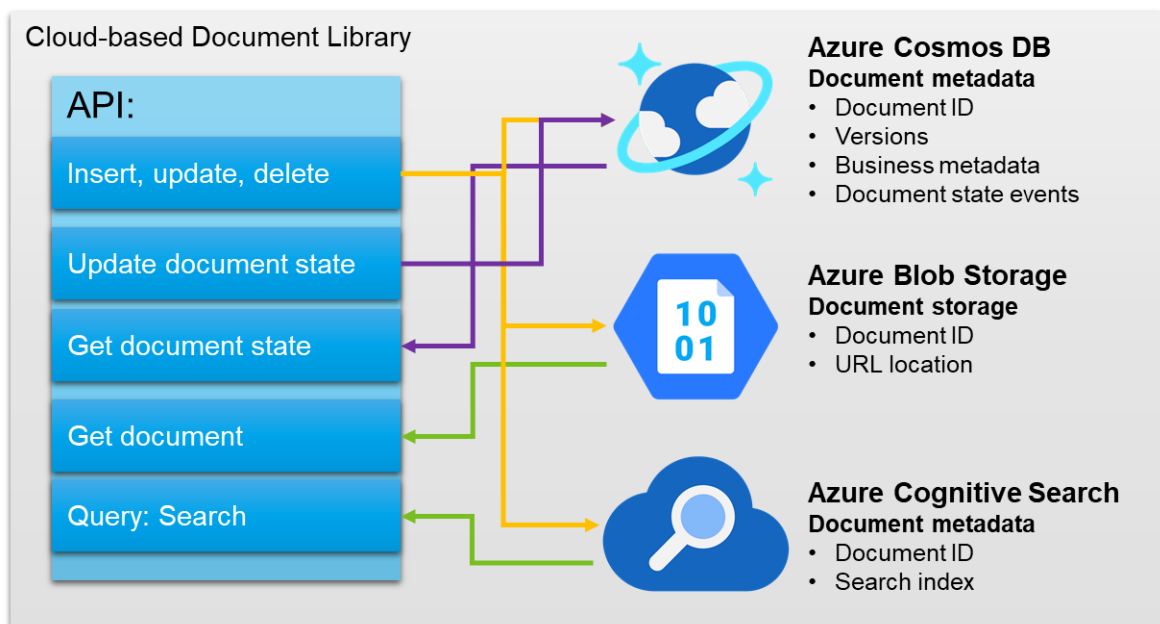 Cloud-based Document Library
API:
Insert, update, delete
Update document state
Get document state
Get document
Query: Search
Azure Cosmos DB
Document metadata
• Document ID
• Versions
• Business metadata
• Document state events
10
01
Azure Blob Storage
Document storage
• Document ID
• URL location
Azure Cognitive Search
Document metadata
• Document ID
• Search index